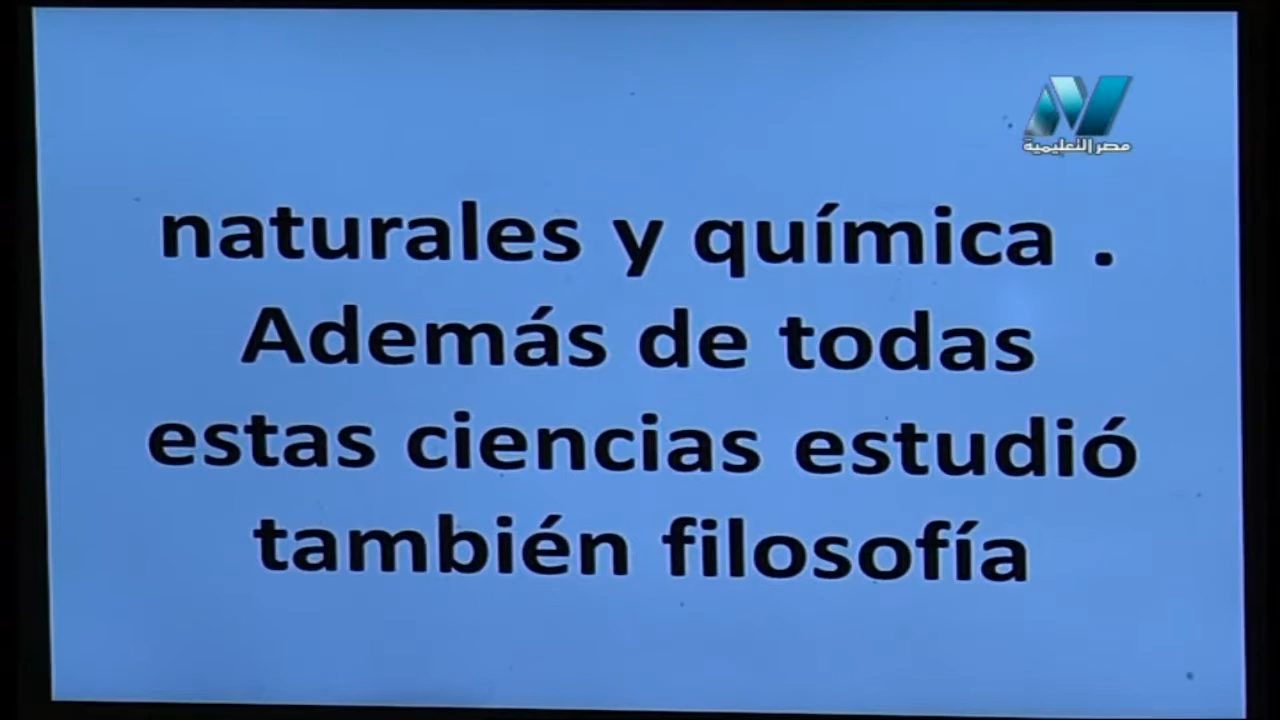 مصر التعليمية
naturales y química .
Además de todas
estas ciencias estudió
también filosofía